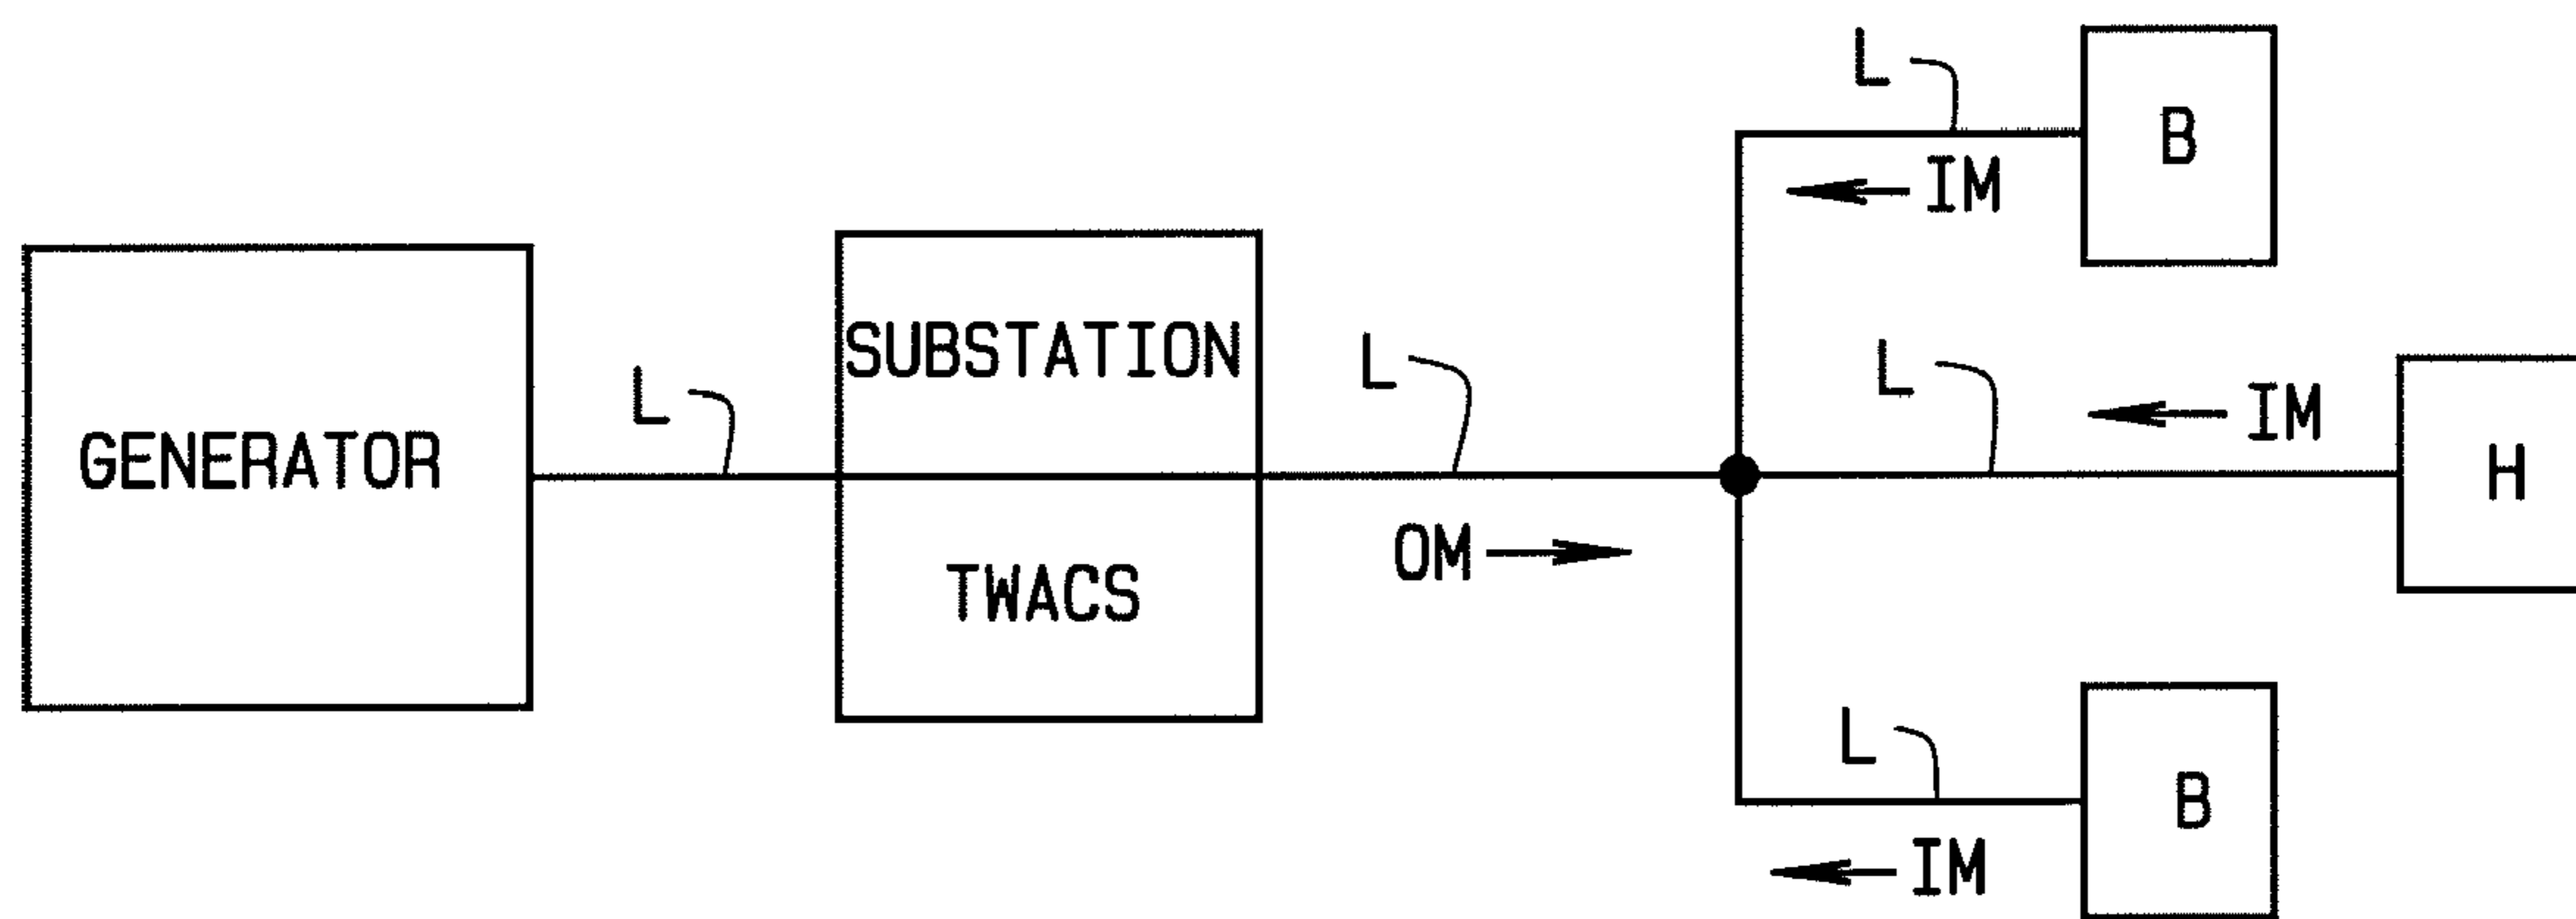 L
B
IM
SUBSTATION
L
L
IM
GENERATOR
L
H
OM
TWACS
L
B
IM